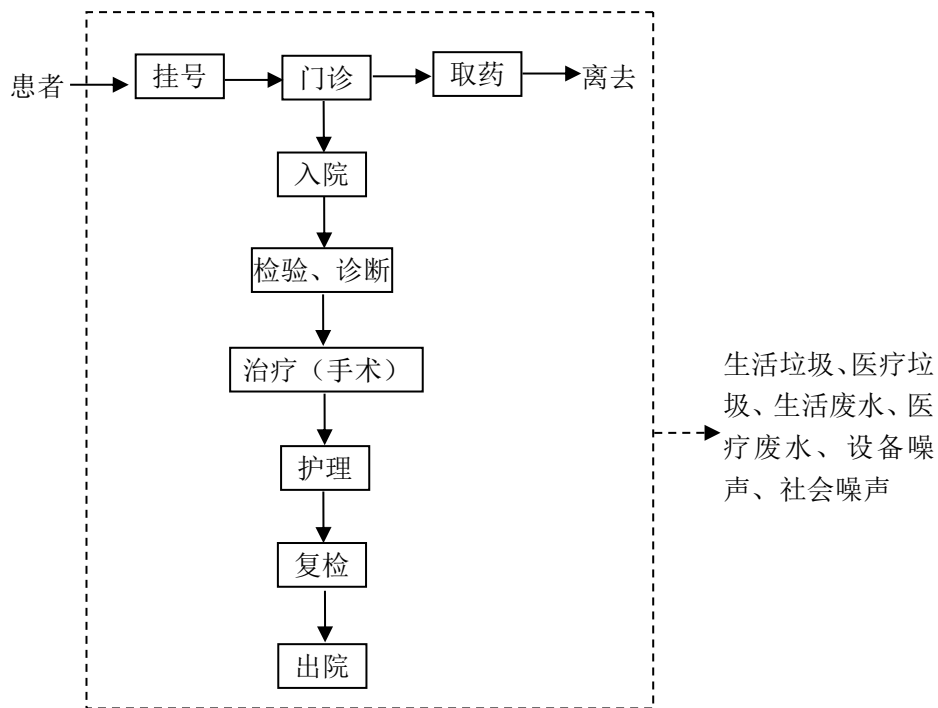 患者
挂号
门诊
取药
离去
入院
检验、诊断
治疗（手术）
护理
复检
出院
生活垃圾、医疗垃
圾、生活废水、医
疗废水、设备噪
声、社会噪声